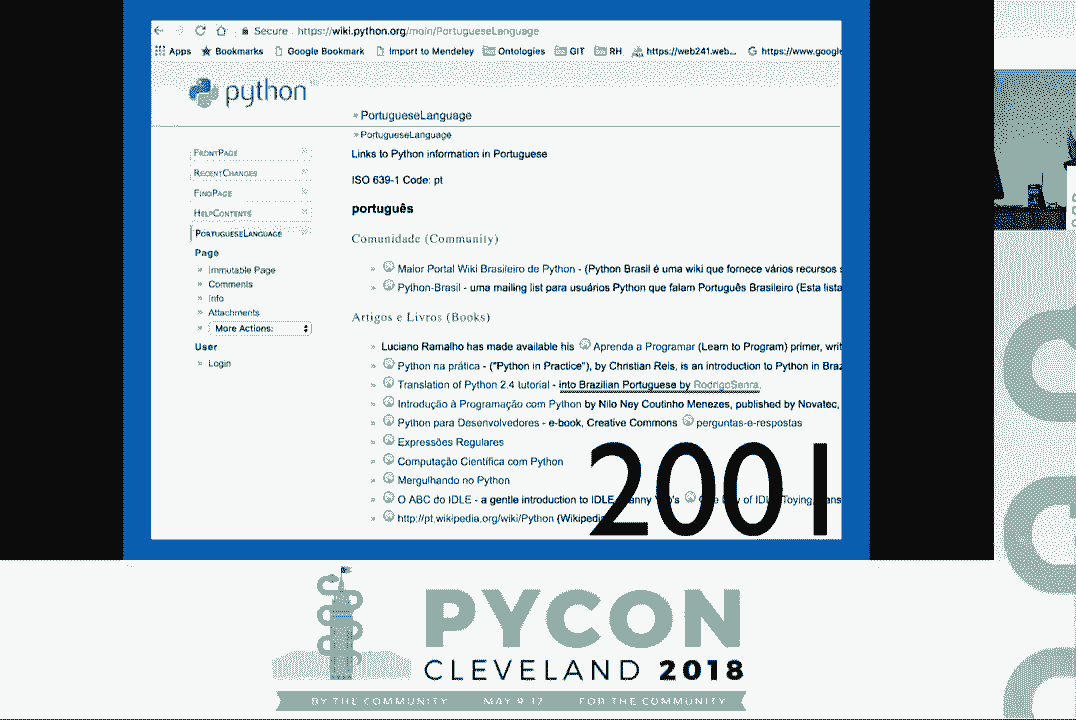 Secure https://wiki.python.org/moin/PortugueseLanguage
Apps Bookmarks Google Bookmark Import to Mendeley Ontologies GIT RH https://web241.web... https://www.google
python
» PortugueseLanguage
» PortugueseLanguage
FrontPage
RecentChanges
FindPage
HelpContents
PortugueseLanguage
Page
» Immutable Page
» Comments
» Info
» Attachments
» More Actions:
User
» Login
Links to Python information in Portuguese
ISO 639-1 Code: pt
português
Comunidade (Community)
» Maior Portal Wiki Brasileiro de Python - (Python Brasil é uma wiki que fornece vários recursos
» Python-Brasil - uma mailing list para usuários Python que falam Português Brasileiro (Esta lista
Artigos e Livros (Books)
» Luciano Ramalho has made available his Aprenda a Programar (Learn to Program) primer, writ
» Python na prática - ("Python in Practice"), by Christian Reis, is an introduction to Python in Braz
» Translation of Python 2.4 tutorial - into Brazilian Portuguese by RodrigoSenra.
» Introdução à Programação com Python by Nilo Ney Coutinho Menezes, published by Novatec,
» Python para Desenvolvedores - e-book, Creative Commons perguntas-e-respostas
» Expressões Regulares
» Computação Científica com Python
» Mergulhando no Python
» O ABC do IDLE - a gentle introduction to IDLE, 's of IDLE Toying,
» http://pt.wikipedia.org/wiki/Python (Wikipedi
2001
PYCON
CLEVELAND 2018
BY THE COMMUNITY MAY 9-17 FOR THE COMMUNITY